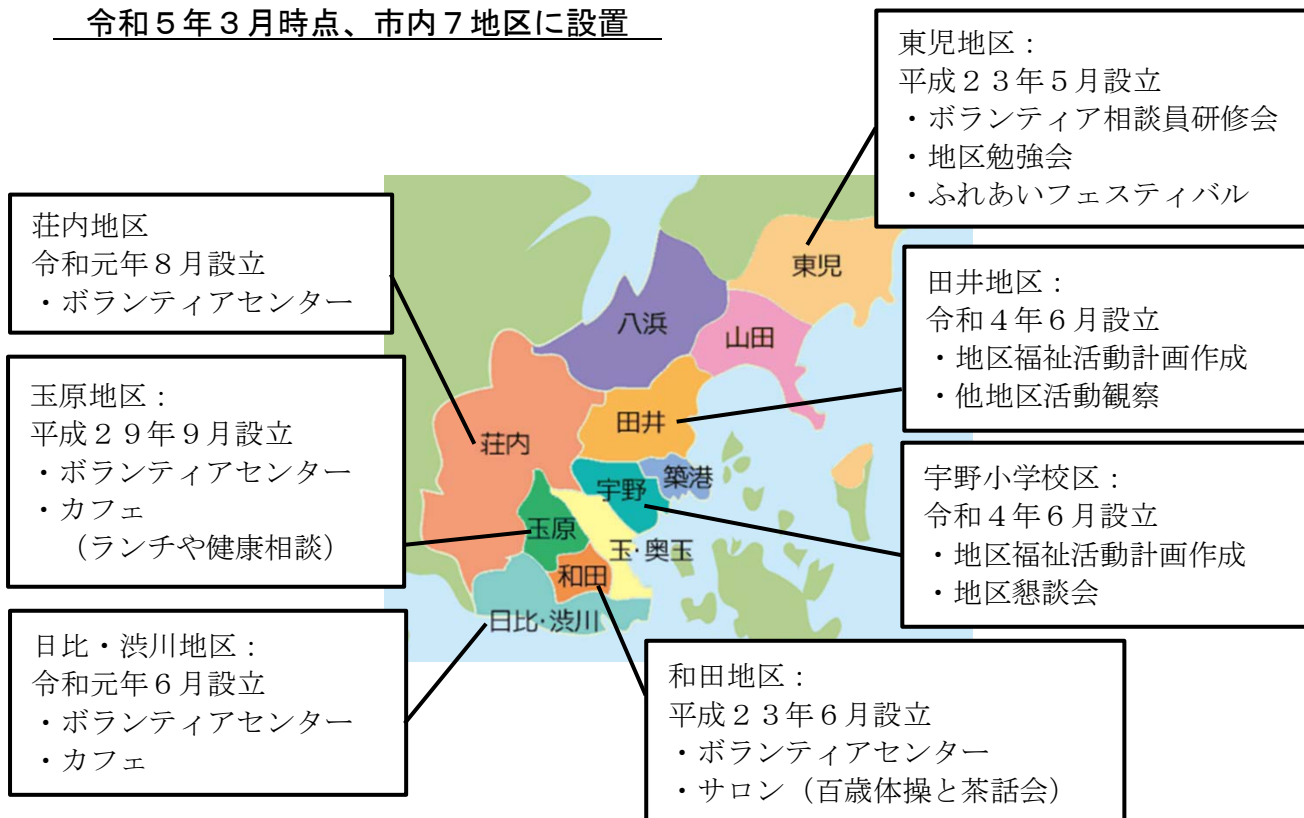 令和５年３月時点、市内７地区に設置
東児地区：
平成２３年５月設立
・ボランティア相談員研修会
・地区勉強会
・ふれあいフェスティバル
荘内地区
令和元年８月設立
・ボランティアセンター
田井地区：
令和４年６月設立
・地区福祉活動計画作成
・他地区活動観察
玉原地区：
平成２９年９月設立
・ボランティアセンター
・カフェ
（ランチや健康相談）
宇野小学校区：
令和４年６月設立
・地区福祉活動計画作成
・地区懇談会
日比・渋川地区：
令和元年６月設立
・ボランティアセンター
・カフェ
和田地区：
平成２３年６月設立
・ボランティアセンター
・サロン（百歳体操と茶話会）
東児
八浜
山田
田井
荘内
築港
宇野
玉原
玉・奥玉
和田
日比・渋川